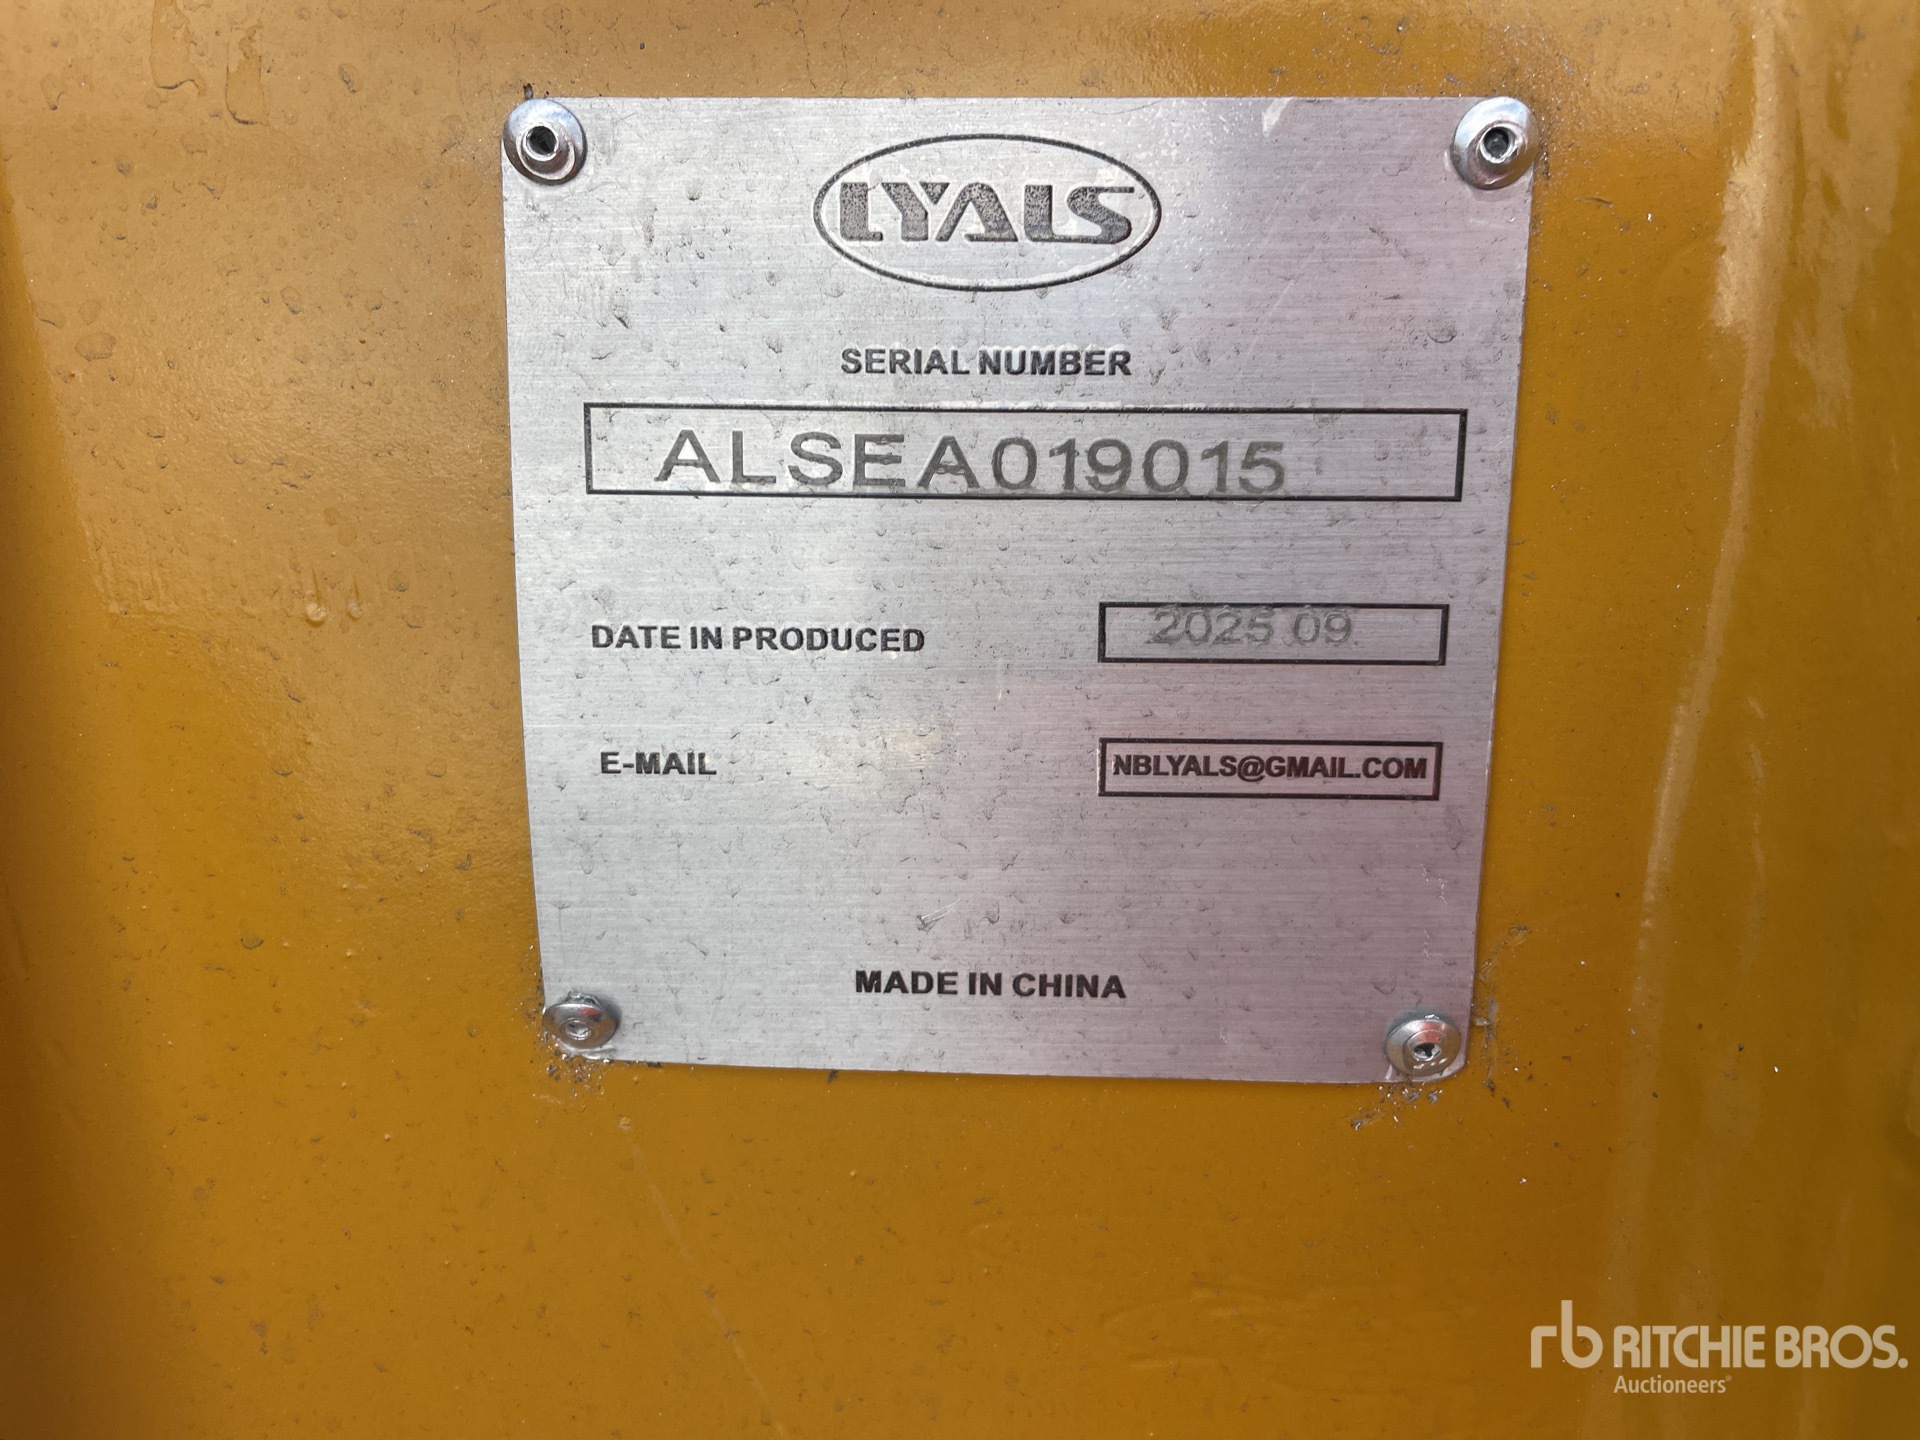 LYALS
SERIAL NUMBER
ALSEA019015
DATE IN PRODUCED 2025 09
E-MAIL NBLYALS@GMAIL.COM
MADE IN CHINA
rb RITCHIE BROS.
Auctioneers